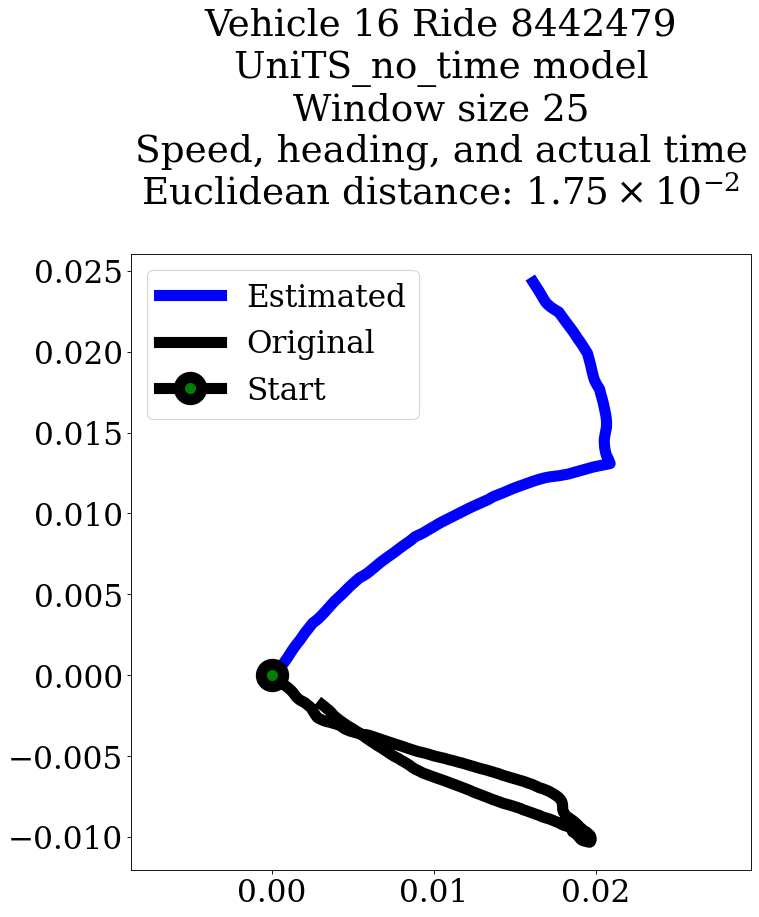 Vehicle 16 Ride 8442479
UniTS_no_time model
Window size 25
Speed, heading, and actual time
Euclidean distance: 1.75 × 10⁻²
0.025
0.020
0.015
0.010
0.005
0.000
−0.005
−0.010
Estimated
Original
Start
0.00 0.01 0.02